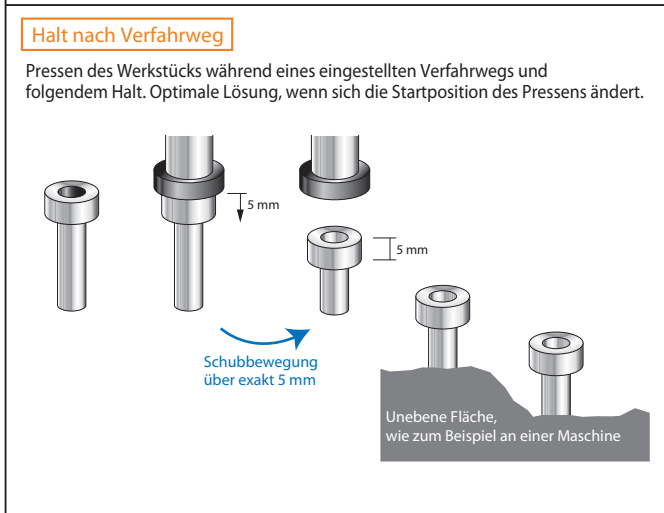 Halt nach Verfahrweg
Pressen des Werkstücks während eines eingestellten Verfahrwegs und
folgendem Halt. Optimale Lösung, wenn sich die Startposition des Pressens ändert.
5 mm
5 mm
Schubbewegung
über exakt 5 mm
Unebene Fläche,
wie zum Beispiel an einer Maschine